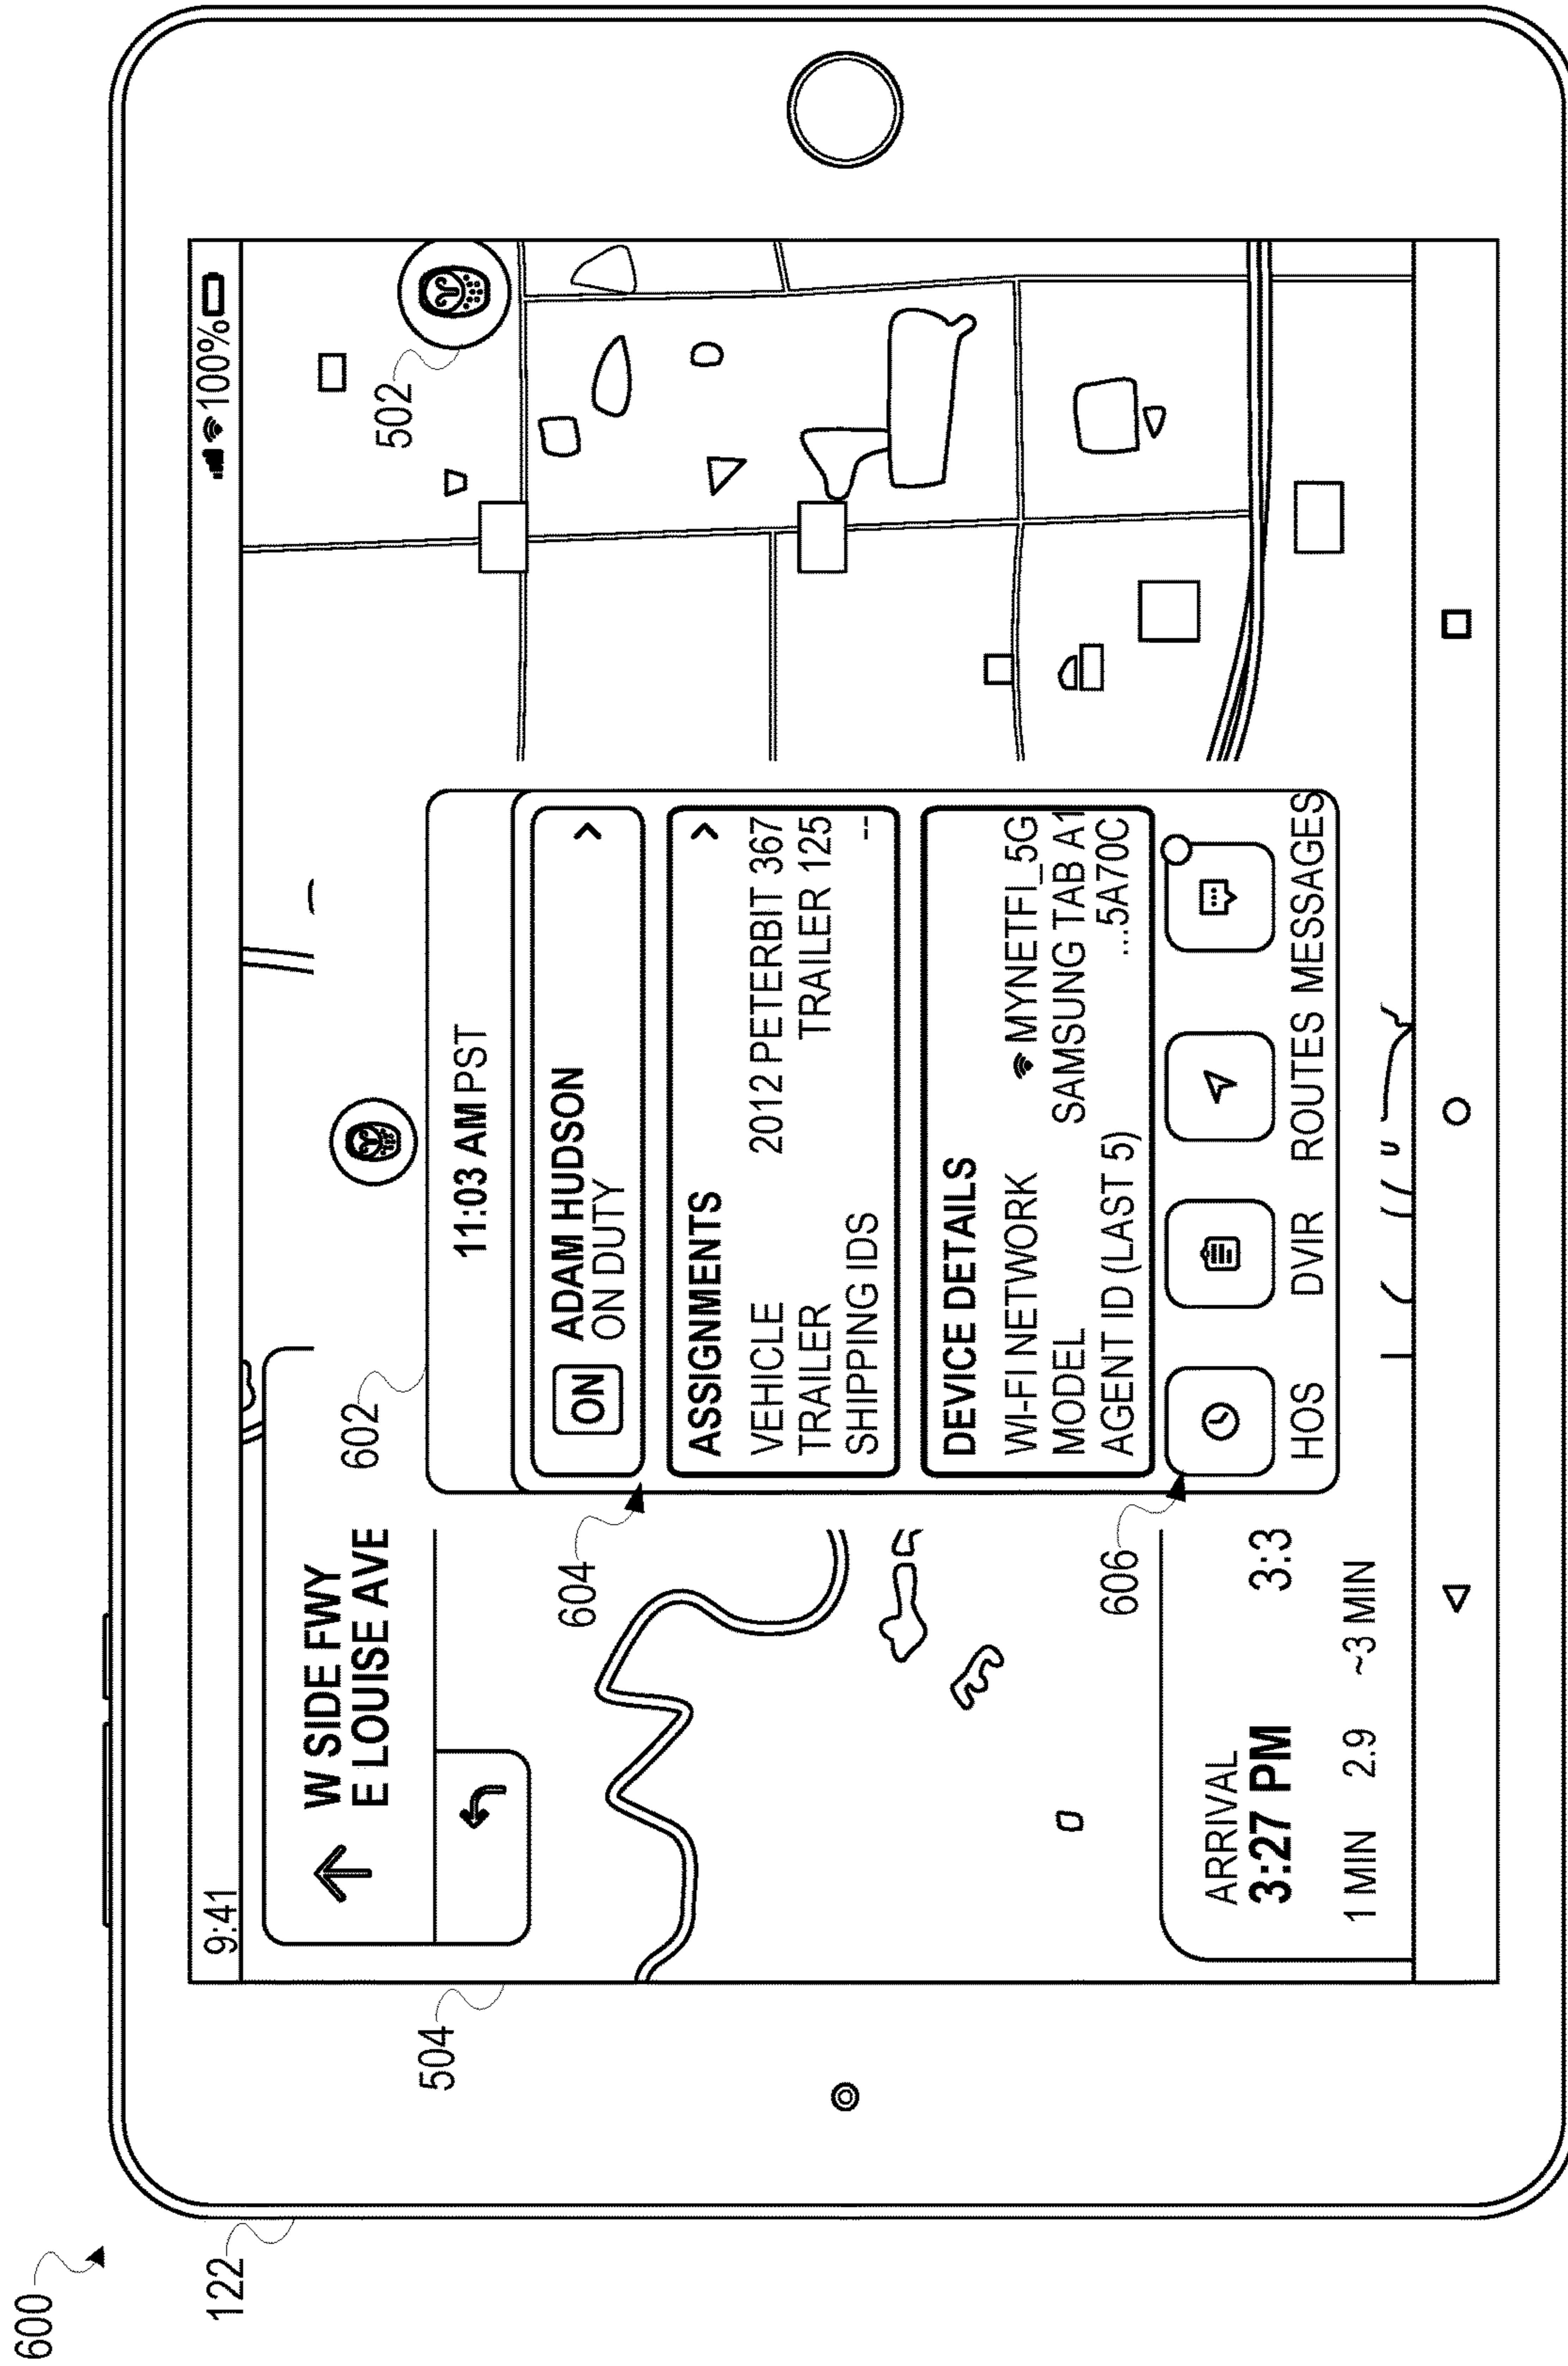 600
122
504
9:41
100%
502
W SIDE FWY
E LOUISE AVE
602
11:03 AM PST
604
ON
ADAM HUDSON
ON DUTY
>
ASSIGNMENTS
>
VEHICLE 2012 PETERBIT 367
TRAILER TRAILER 125
SHIPPING IDS --
DEVICE DETAILS
WI-FI NETWORK MYNETFI_5G
MODEL SAMSUNG TAB A1
AGENT ID (LAST 5) ...5A70C
606
HOS DVIR ROUTES MESSAGES
ARRIVAL
3:27 PM 3:3
1 MIN 2.9 ~3 MIN